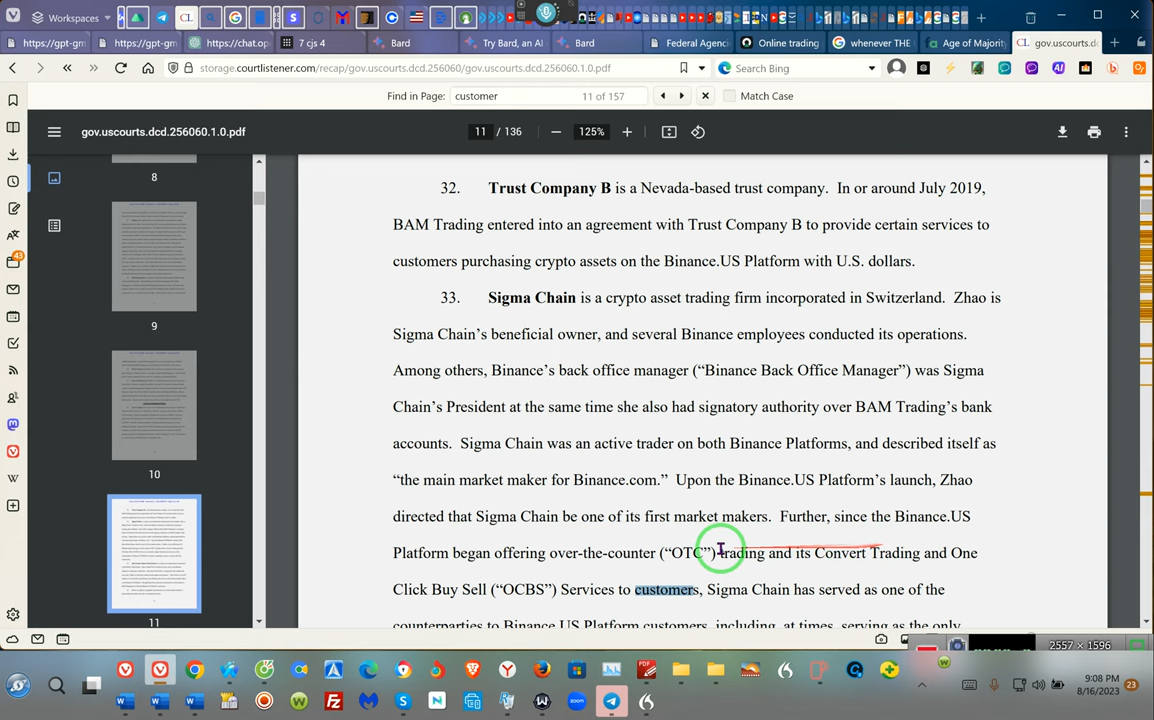 Workspaces
https://gpt-gm
https://gpt-gm
https://chat.op
7 cjs 4
Bard
Try Bard, an AI
Bard
Federal Agenc
Online trading
whenever THE
Age of Majority
gov.uscourts.dc
storage.courtlistener.com/recap/gov.uscourts.dcd.256060/gov.uscourts.dcd.256060.1.0.pdf
Search Bing
Find in Page:
customer
11 of 157
Match Case
gov.uscourts.dcd.256060.1.0.pdf
11 / 136
125%
8
9
10
11
32. Trust Company B is a Nevada-based trust company. In or around July 2019,
BAM Trading entered into an agreement with Trust Company B to provide certain services to
customers purchasing crypto assets on the Binance.US Platform with U.S. dollars.
33. Sigma Chain is a crypto asset trading firm incorporated in Switzerland. Zhao is
Sigma Chain’s beneficial owner, and several Binance employees conducted its operations.
Among others, Binance’s back office manager (“Binance Back Office Manager”) was Sigma
Chain’s President at the same time she also had signatory authority over BAM Trading’s bank
accounts. Sigma Chain was an active trader on both Binance Platforms, and described itself as
“the main market maker for Binance.com.” Upon the Binance.US Platform’s launch, Zhao
directed that Sigma Chain be one of its first market makers. Further, since the Binance.US
Platform began offering over-the-counter (“OTC”) trading and its Convert Trading and One
Click Buy Sell (“OCBS”) Services to customers, Sigma Chain has served as one of the
counterparties to Binance.US Platform customers, including, at times, serving as the only
2557 × 1596
9:08 PM
8/16/2023
23
43